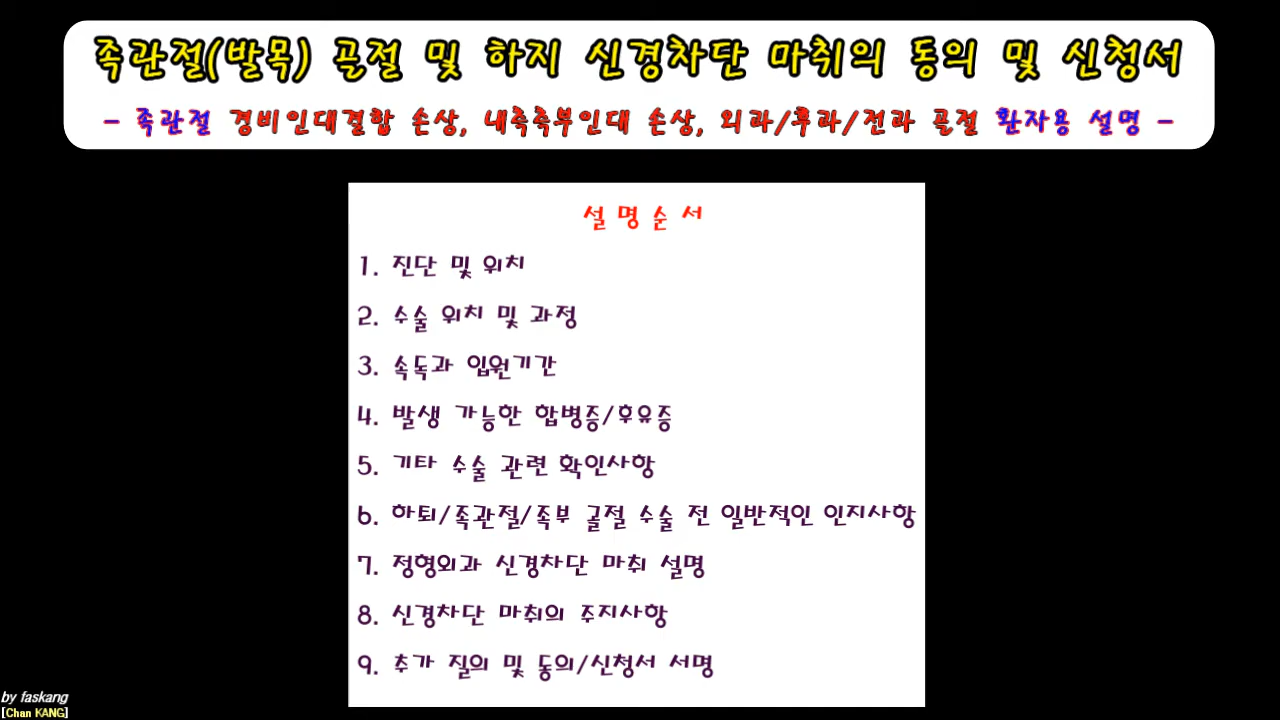 족관절(발목) 골절 및 하지 신경차단 마취의 동의 및 신청서
- 족관절 경비인대결합 손상, 내측측부인대 손상, 외과/후과/전과 골절 환자용 설명 -
설명순서
1. 진단 및 위치
2. 수술 위치 및 과정
3. 속독과 입원기간
4. 발생 가능한 합병증/후유증
5. 기타 수술 관련 확인사항
6. 하퇴/족관절/족부 골절 수술 전 일반적인 인지사항
7. 정형외과 신경차단 마취 설명
8. 신경차단 마취의 주지사항
9. 추가 질의 및 동의/신청서 서명
by faskang
[Chan KANG]